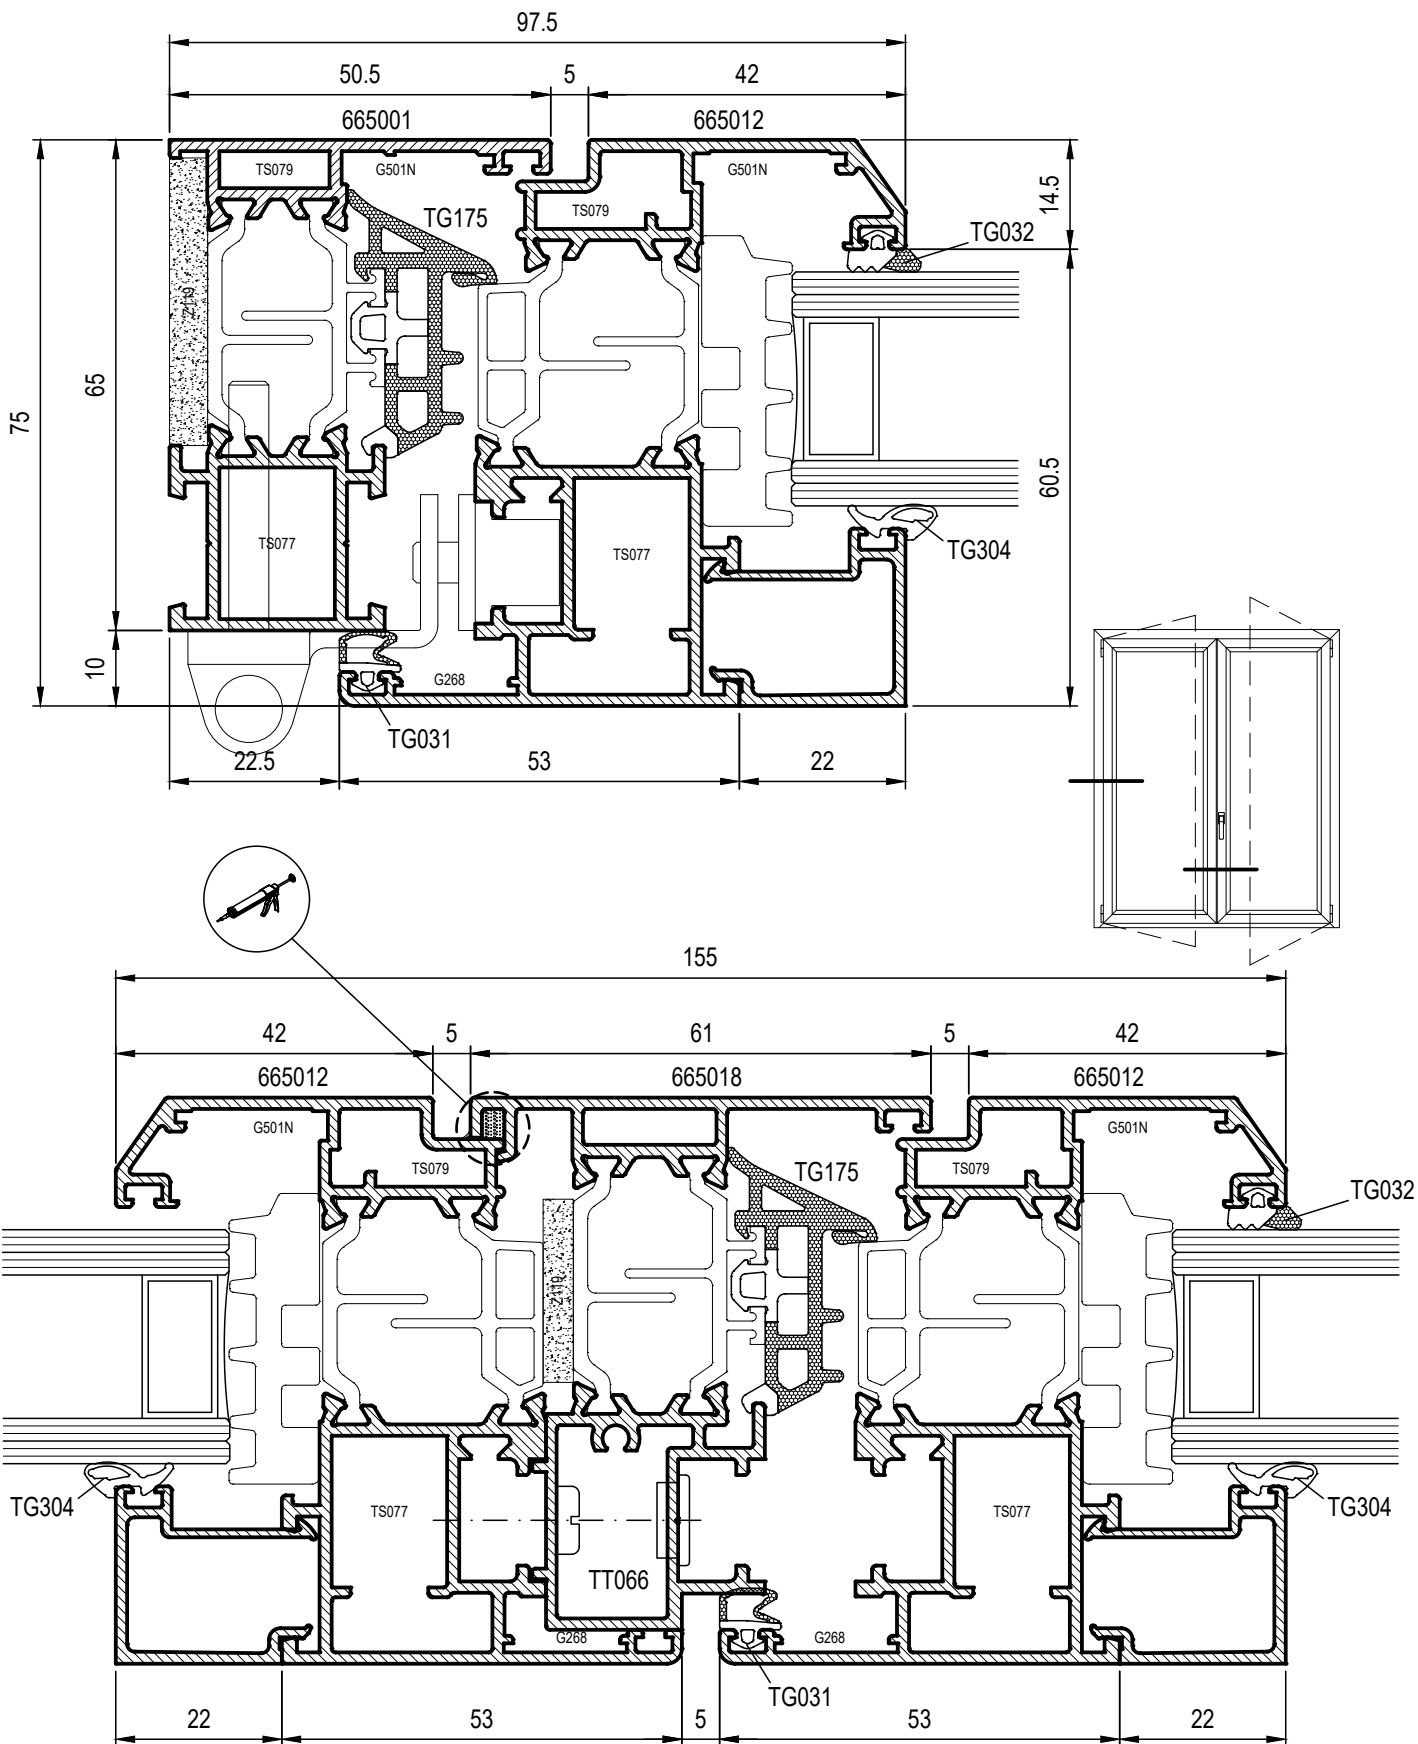 97.5
50.5 5 42
665001 665012
TS079 G501N TS079 G501N
TG175
TG032
14.5
Z119
75
65
60.5
10
TS077 TS077
TG304
G268
TG031
22.5 53 22
155
42 5 61 5 42
665012 665018 665012
G501N TS079 TS079 G501N
TG175
TG032
Z119
TG304 TS077 TS077 TG304
TT066
G268 G268
TG031
22 53 5 53 22